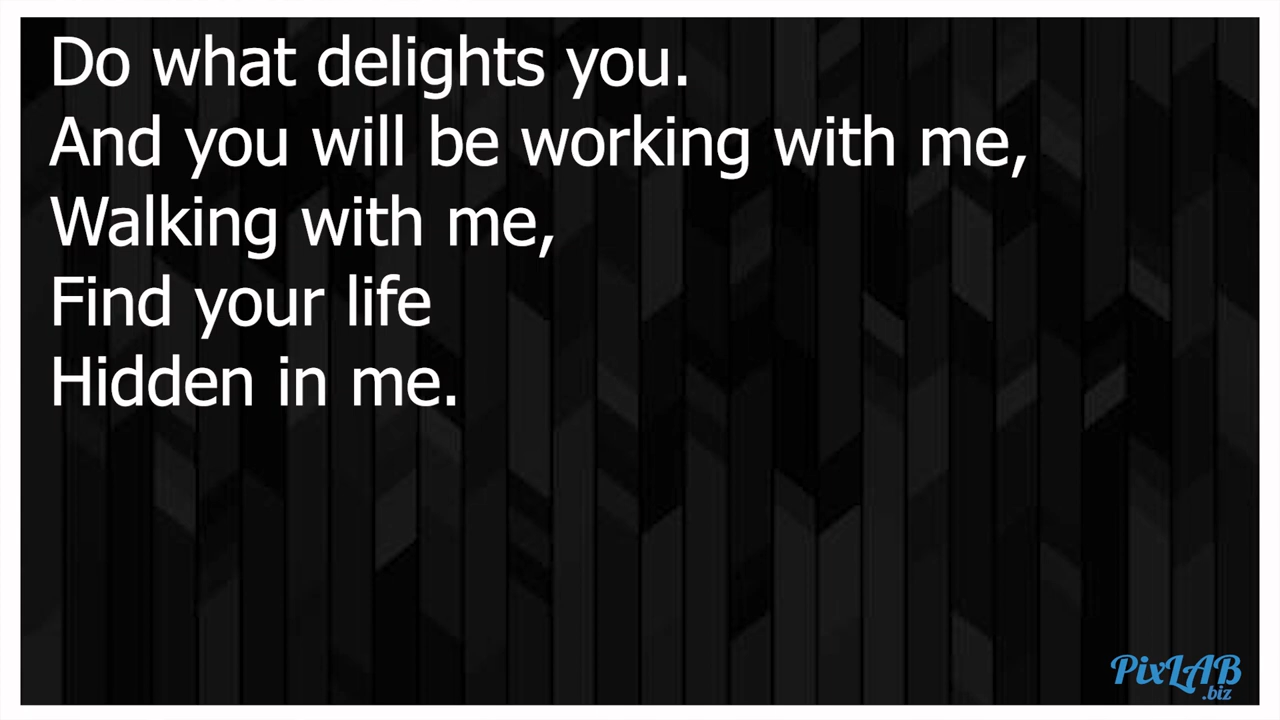 Do what delights you.
And you will be working with me,
Walking with me,
Find your life
Hidden in me.
PixLAB
.biz